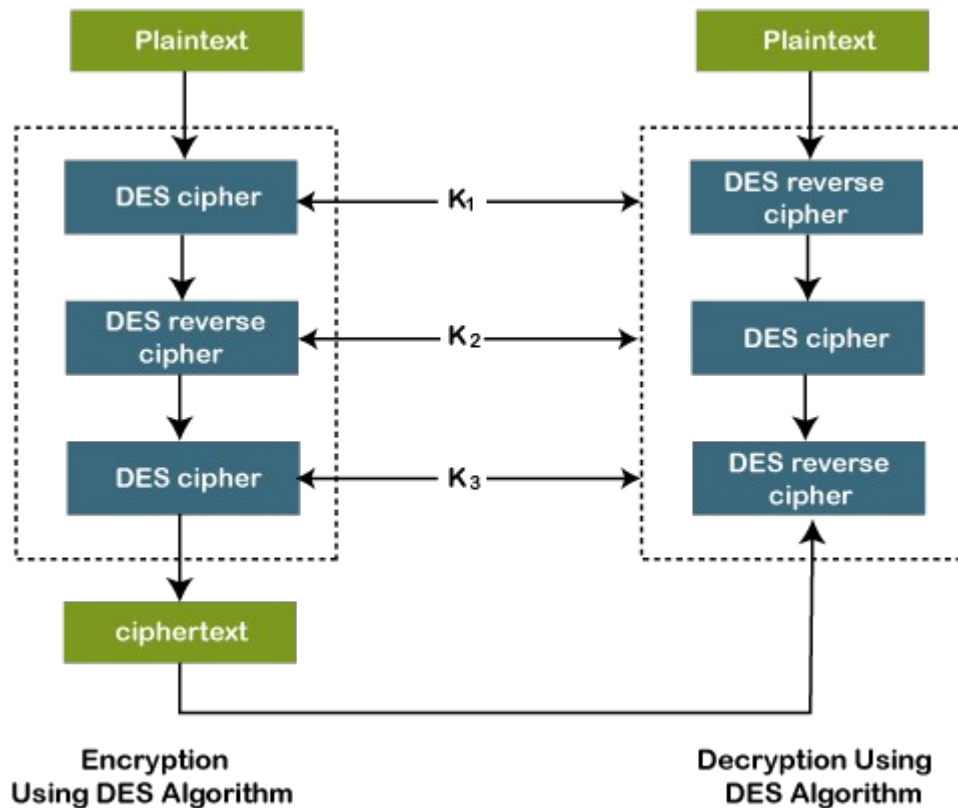 Plaintext
Plaintext
DES cipher
K1
DES reverse
cipher
DES reverse
cipher
K2
DES cipher
DES cipher
K3
DES reverse
cipher
ciphertext
Encryption
Using DES Algorithm
Decryption Using
DES Algorithm